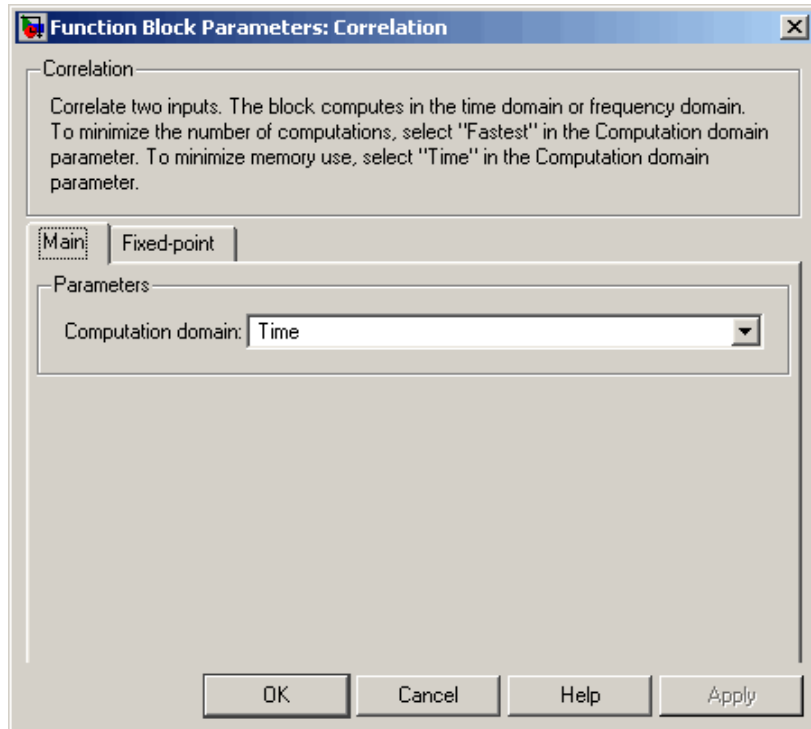 Function Block Parameters: Correlation
Correlation
Correlate two inputs. The block computes in the time domain or frequency domain.
To minimize the number of computations, select "Fastest" in the Computation domain
parameter. To minimize memory use, select "Time" in the Computation domain
parameter.
Main Fixed-point
Parameters
Computation domain: Time
OK Cancel Help Apply